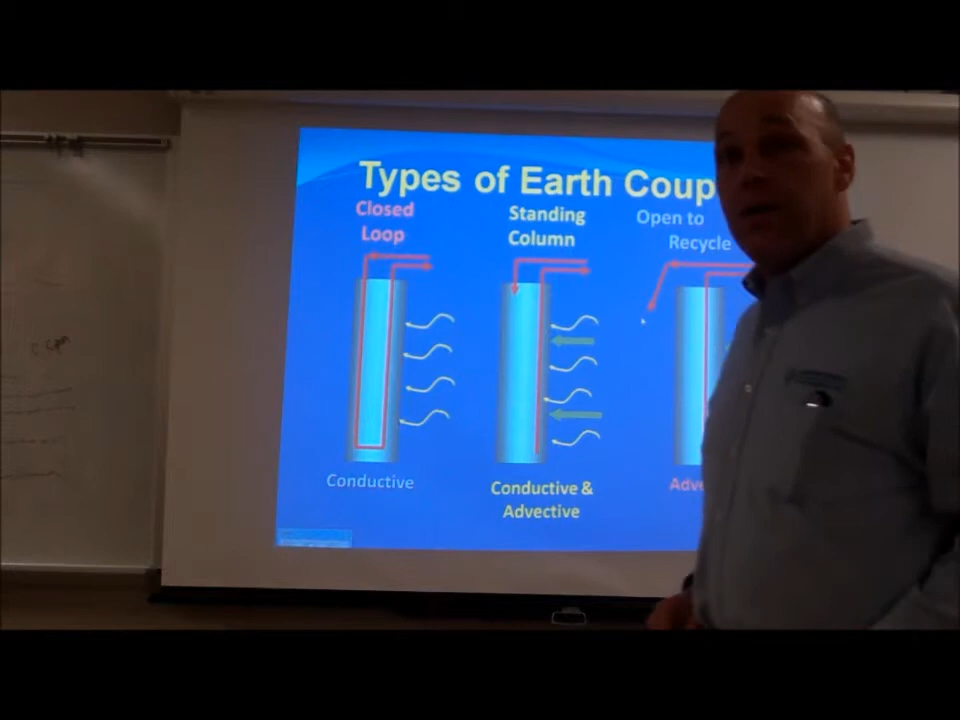 Types of Earth Coup
Closed
Loop
Standing
Column
Open to
Recycle
Conductive
Conductive &
Advective
Adve